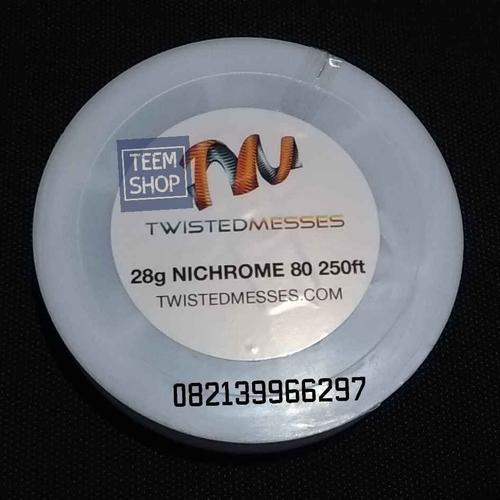 TEEM
SHOP
TWISTEDMESSES
28g NICHROME 80 250ft
TWISTEDMESSES.COM
082139966297